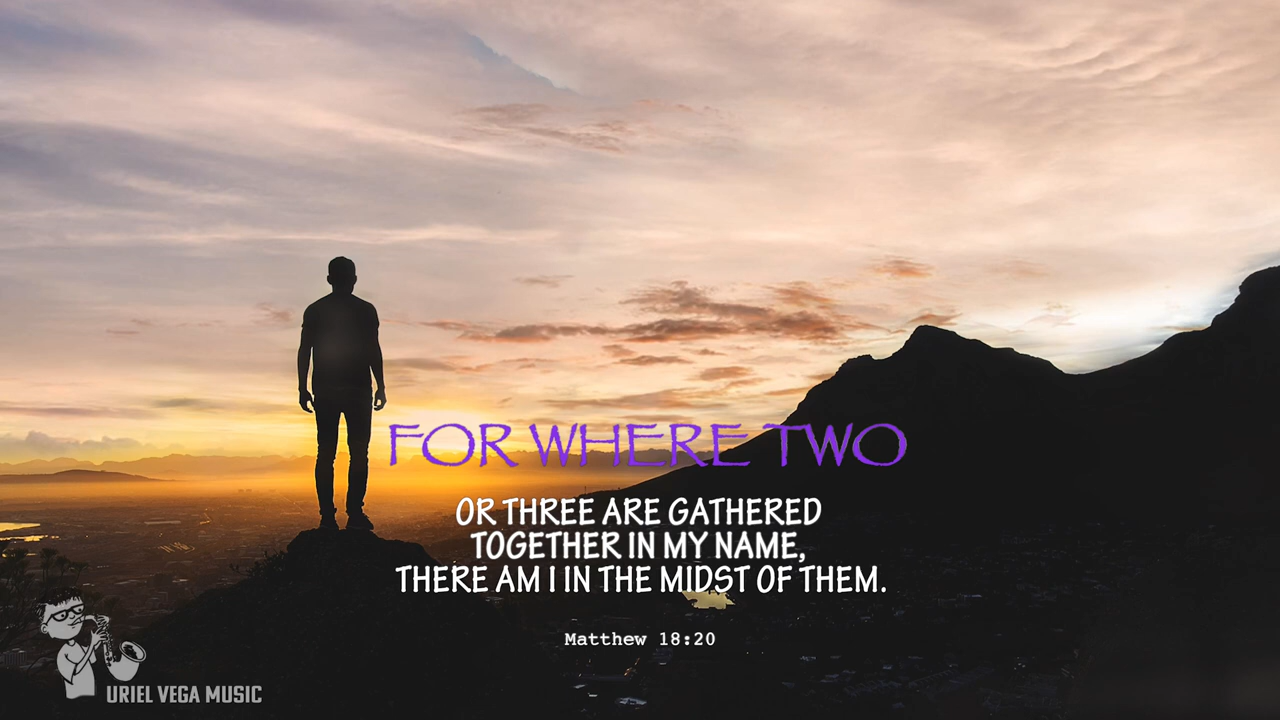 FOR WHERE TWO
OR THREE ARE GATHERED
TOGETHER IN MY NAME,
THERE AM I IN THE MIDST OF THEM.
Matthew 18:20
URIEL VEGA MUSIC